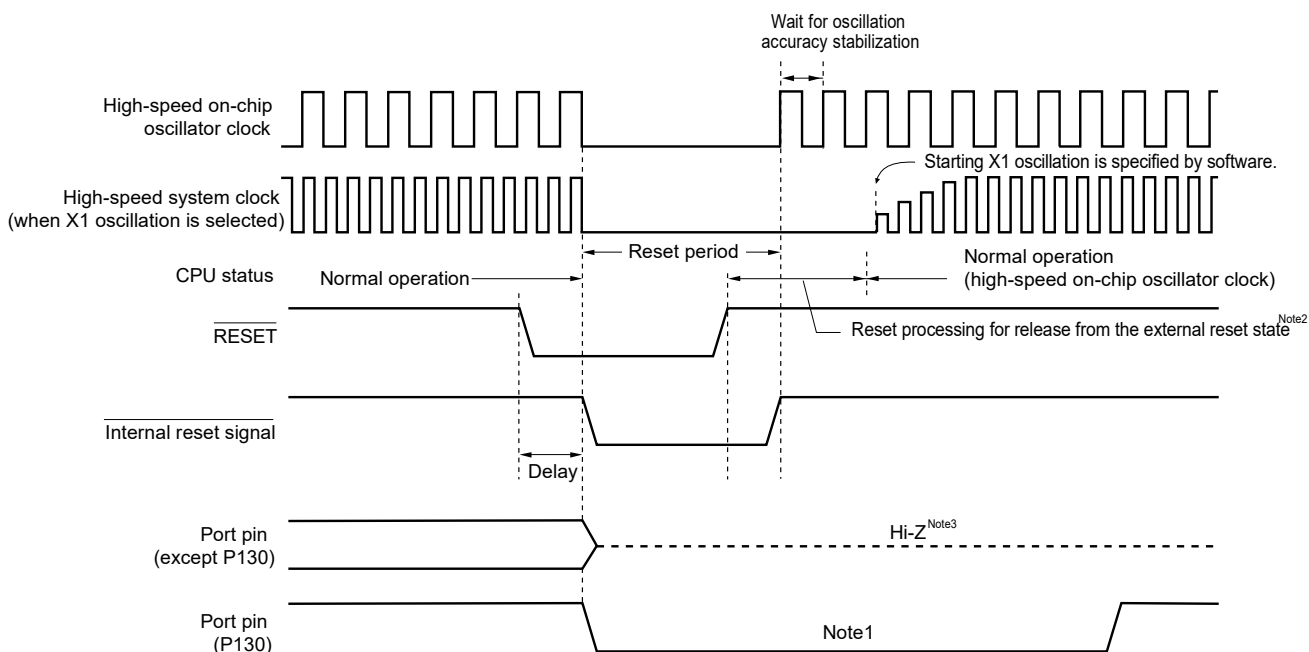 Wait for oscillation
accuracy stabilization
High-speed on-chip
oscillator clock
Starting X1 oscillation is specified by software.
High-speed system clock
(when X1 oscillation is selected)
Reset period
CPU status
Normal operation
Normal operation
(high-speed on-chip oscillator clock)
RESET
Reset processing for release from the external reset state Note2
Internal reset signal
Delay
Port pin
(except P130)
Hi-Z Note3
Port pin
(P130)
Note1